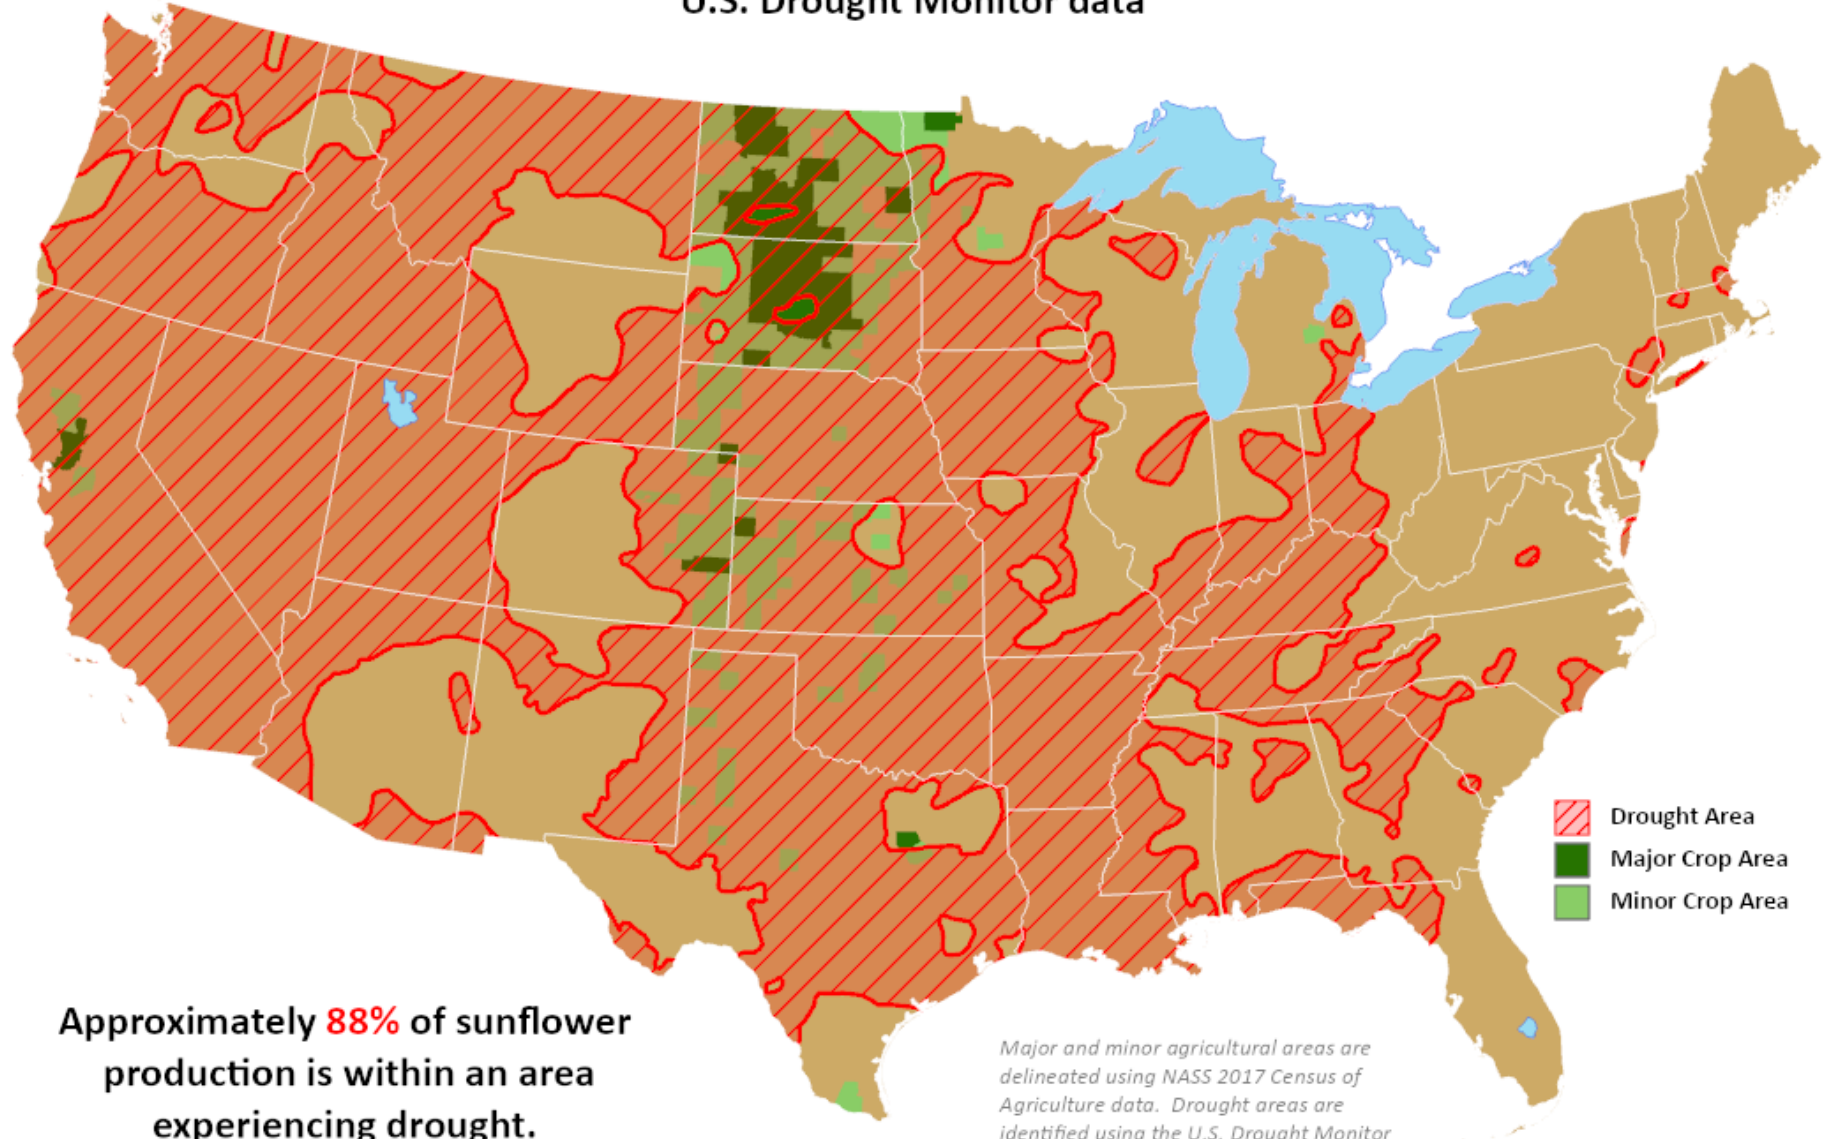 U.S. Drought Monitor data
Drought Area
Major Crop Area
Minor Crop Area
Approximately 88% of sunflower
production is within an area
experiencing drought.
Major and minor agricultural areas are
delineated using NASS 2017 Census of
Agriculture data. Drought areas are
identified using the U.S. Drought Monitor